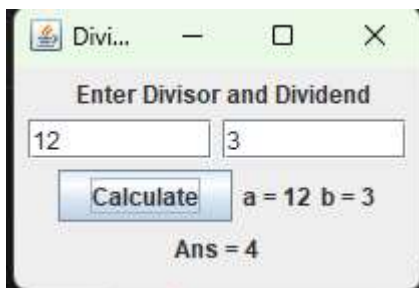 Divi...
Enter Divisor and Dividend
12 3
Calculate a = 12 b = 3
Ans = 4